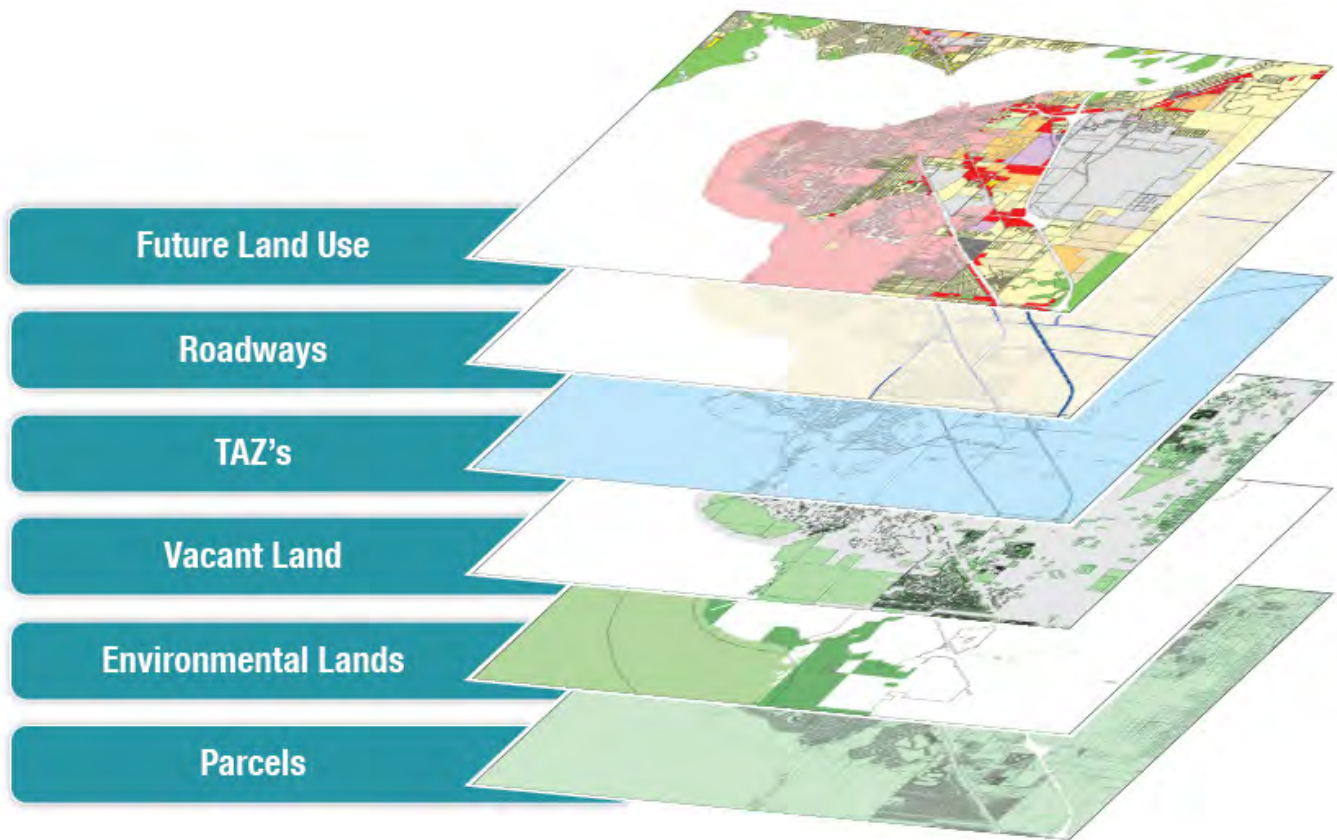 Future Land Use
Roadways
TAZ's
Vacant Land
Environmental Lands
Parcels